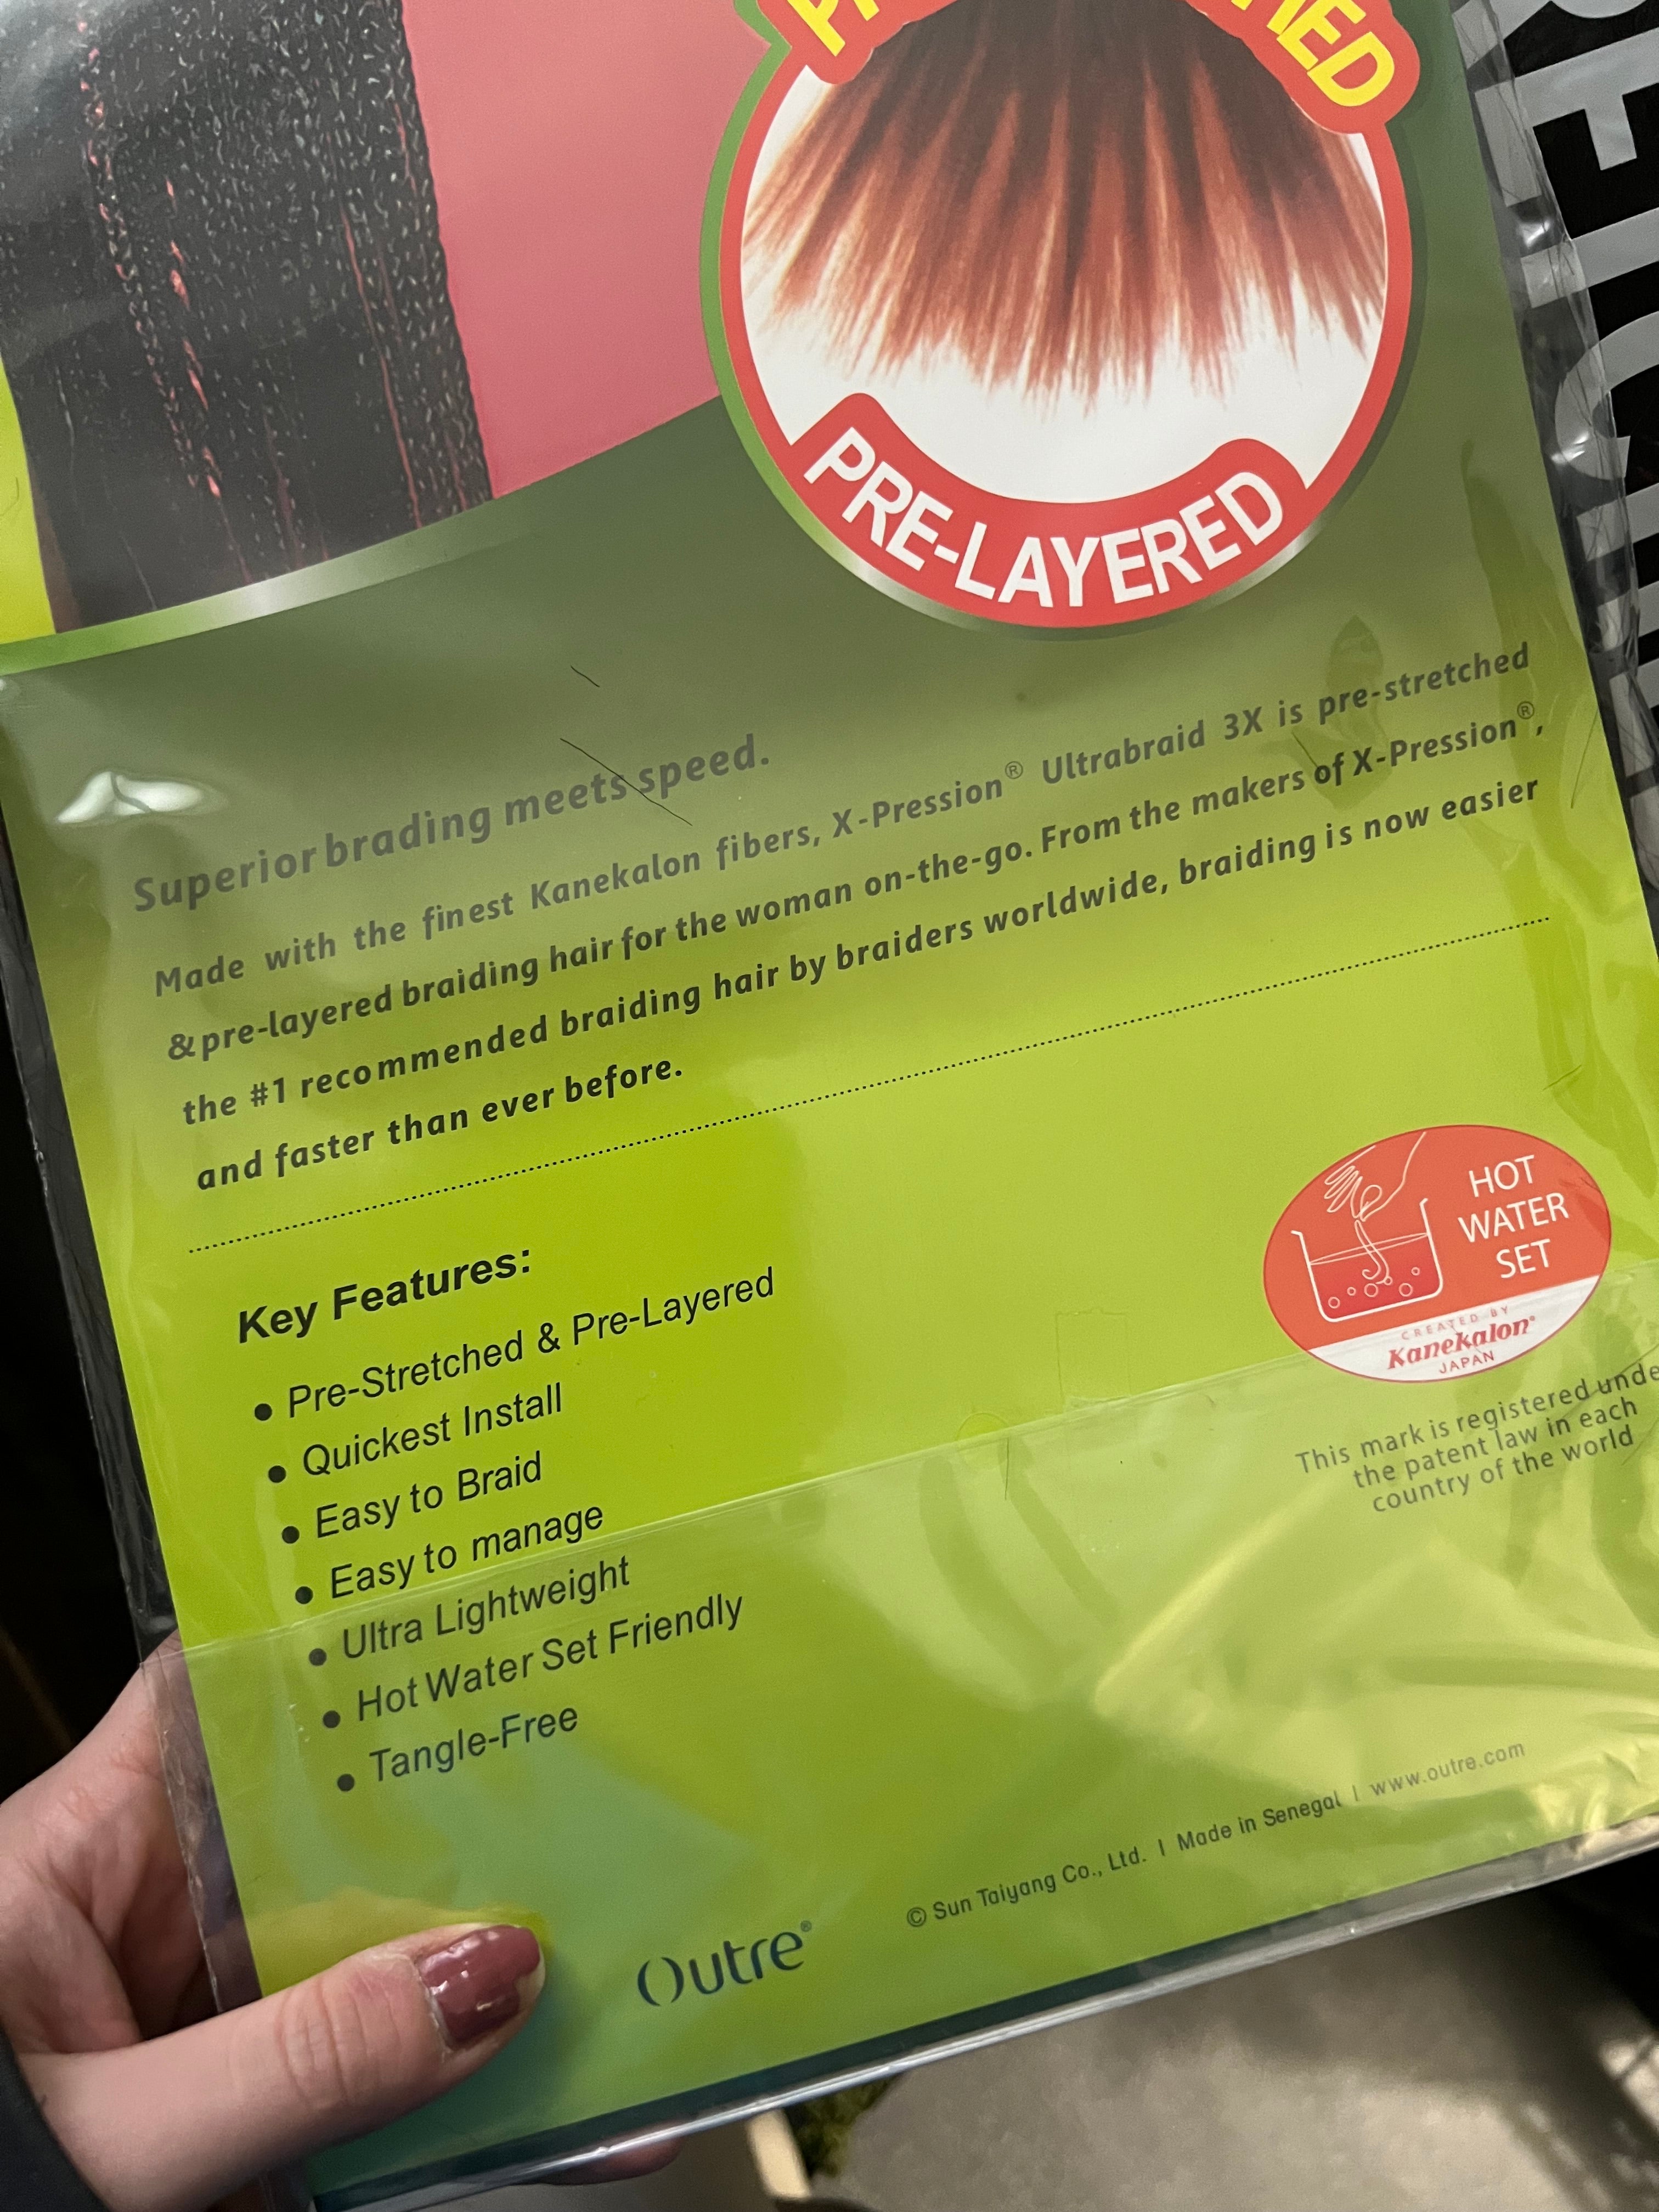 PRE-LAYERED
Superior brading meets speed.
Made with the finest Kanekalon fibers, X-Pression® Ultrabraid 3X is pre-stretched
& pre-layered braiding hair for the woman on-the-go. From the makers of X-Pression®,
the #1 recommended braiding hair by braiders worldwide, braiding is now easier
and faster than ever before.
Key Features:
• Pre-Stretched & Pre-Layered
• Quickest Install
• Easy to Braid
• Easy to manage
• Ultra Lightweight
• Hot Water Set Friendly
• Tangle-Free
HOT
WATER
SET
CREATED BY
Kanekalon®
JAPAN
This mark is registered unde
the patent law in each
country of the world
Outre®
© Sun Taiyang Co., Ltd. | Made in Senegal | www.outre.com